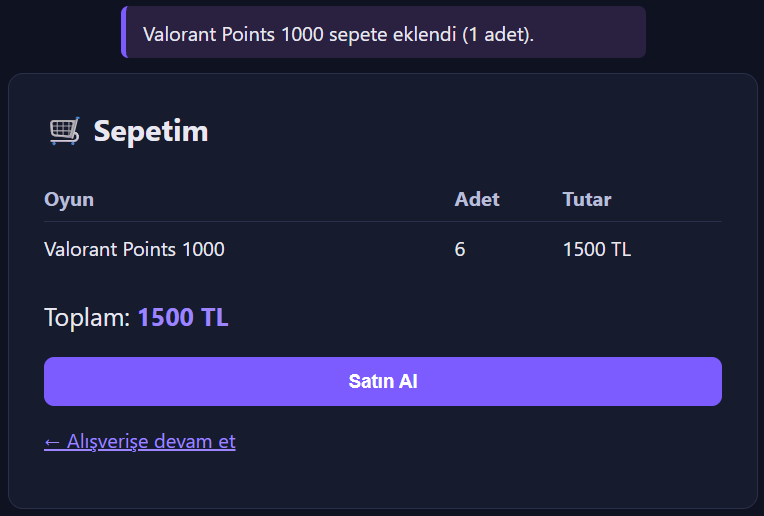 Valorant Points 1000 sepete eklendi (1 adet).
Sepetim
Oyun Adet Tutar
Valorant Points 1000 6 1500 TL
Toplam: 1500 TL
Satın Al
← Alışverişe devam et